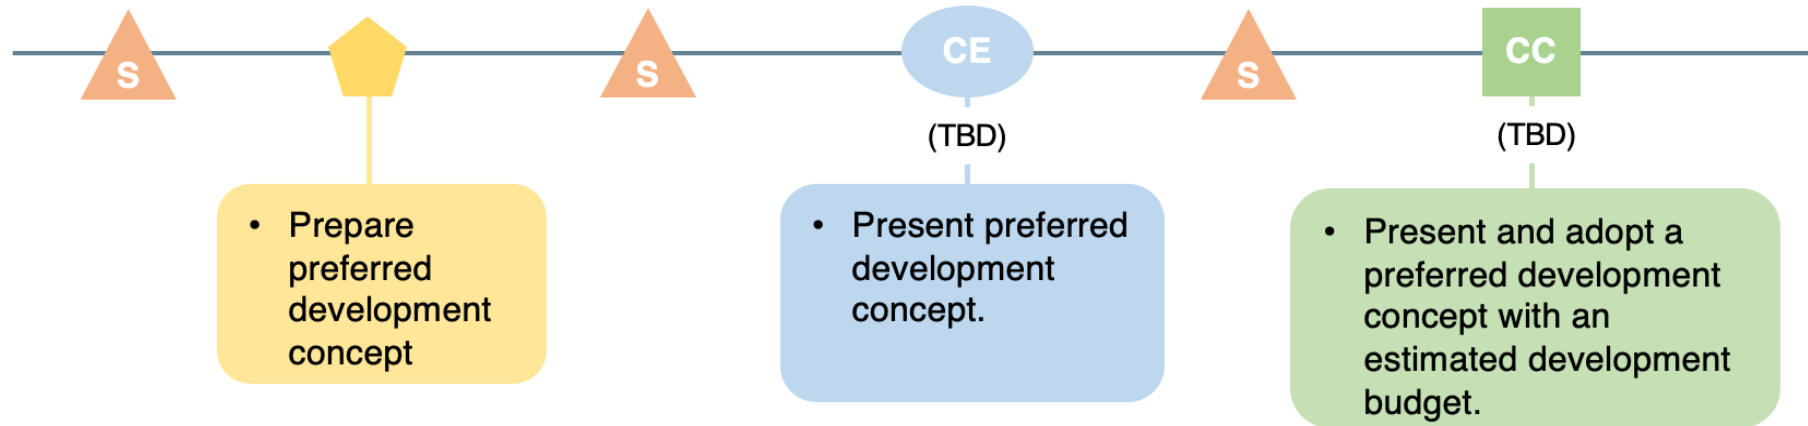 S
S
CE
S
CC
(TBD)
(TBD)
• Prepare
preferred
development
concept
• Present preferred
development
concept.
• Present and adopt a
preferred development
concept with an
estimated development
budget.